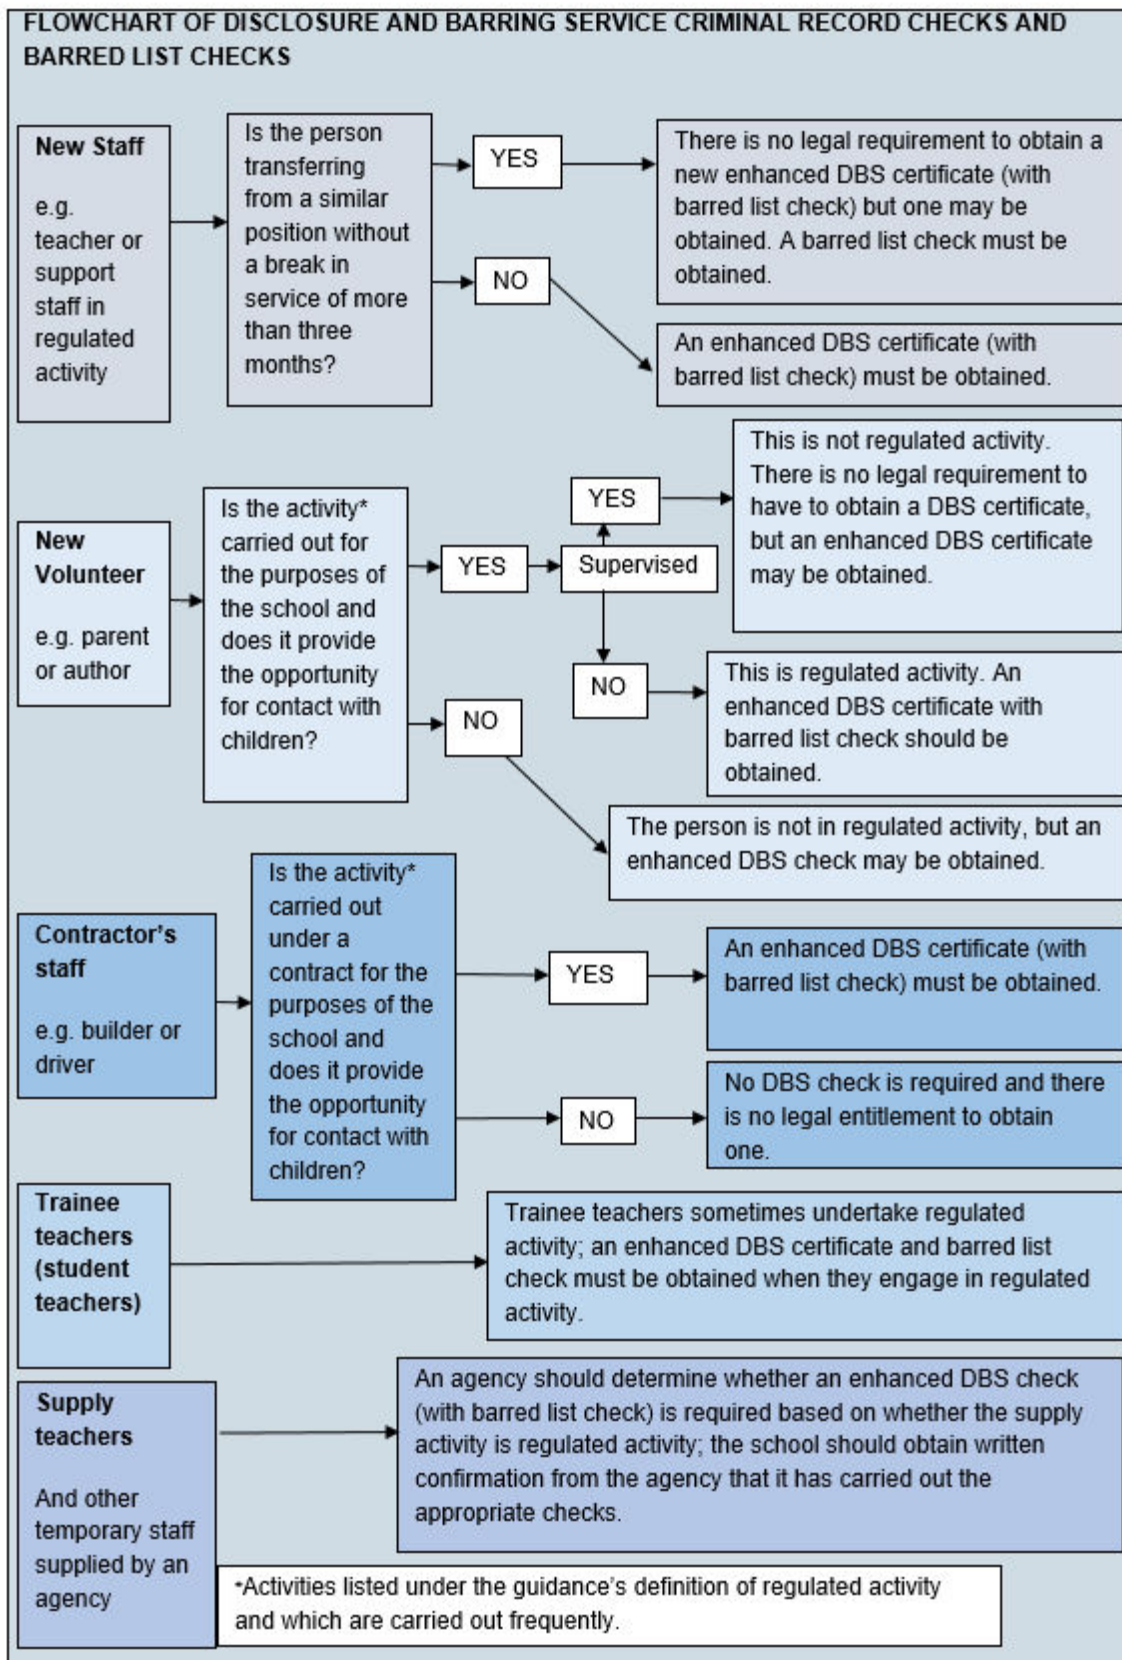 FLOWCHART OF DISCLOSURE AND BARRING SERVICE CRIMINAL RECORD CHECKS AND
BARRED LIST CHECKS
New Staff
e.g.
teacher or
support
staff in
regulated
activity
Is the person
transferring
from a similar
position without
a break in
service of more
than three
months?
YES
There is no legal requirement to obtain a
new enhanced DBS certificate (with
barred list check) but one may be
obtained. A barred list check must be
obtained.
NO
An enhanced DBS certificate (with
barred list check) must be obtained.
New
Volunteer
e.g. parent
or author
Is the activity*
carried out for
the purposes of
the school and
does it provide
the opportunity
for contact with
children?
YES
Supervised
YES
This is not regulated activity.
There is no legal requirement to
have to obtain a DBS certificate,
but an enhanced DBS certificate
may be obtained.
NO
This is regulated activity. An
enhanced DBS certificate with
barred list check should be
obtained.
NO
The person is not in regulated activity, but an
enhanced DBS check may be obtained.
Contractor's
staff
e.g. builder or
driver
Is the activity*
carried out
under a
contract for the
purposes of the
school and
does it provide
the opportunity
for contact with
children?
YES
An enhanced DBS certificate (with
barred list check) must be obtained.
NO
No DBS check is required and there
is no legal entitlement to obtain
one.
Trainee
teachers
(student
teachers)
Trainee teachers sometimes undertake regulated
activity; an enhanced DBS certificate and barred list
check must be obtained when they engage in regulated
activity.
Supply
teachers
And other
temporary staff
supplied by an
agency
An agency should determine whether an enhanced DBS check
(with barred list check) is required based on whether the supply
activity is regulated activity; the school should obtain written
confirmation from the agency that it has carried out the
appropriate checks.
*Activities listed under the guidance's definition of regulated activity
and which are carried out frequently.